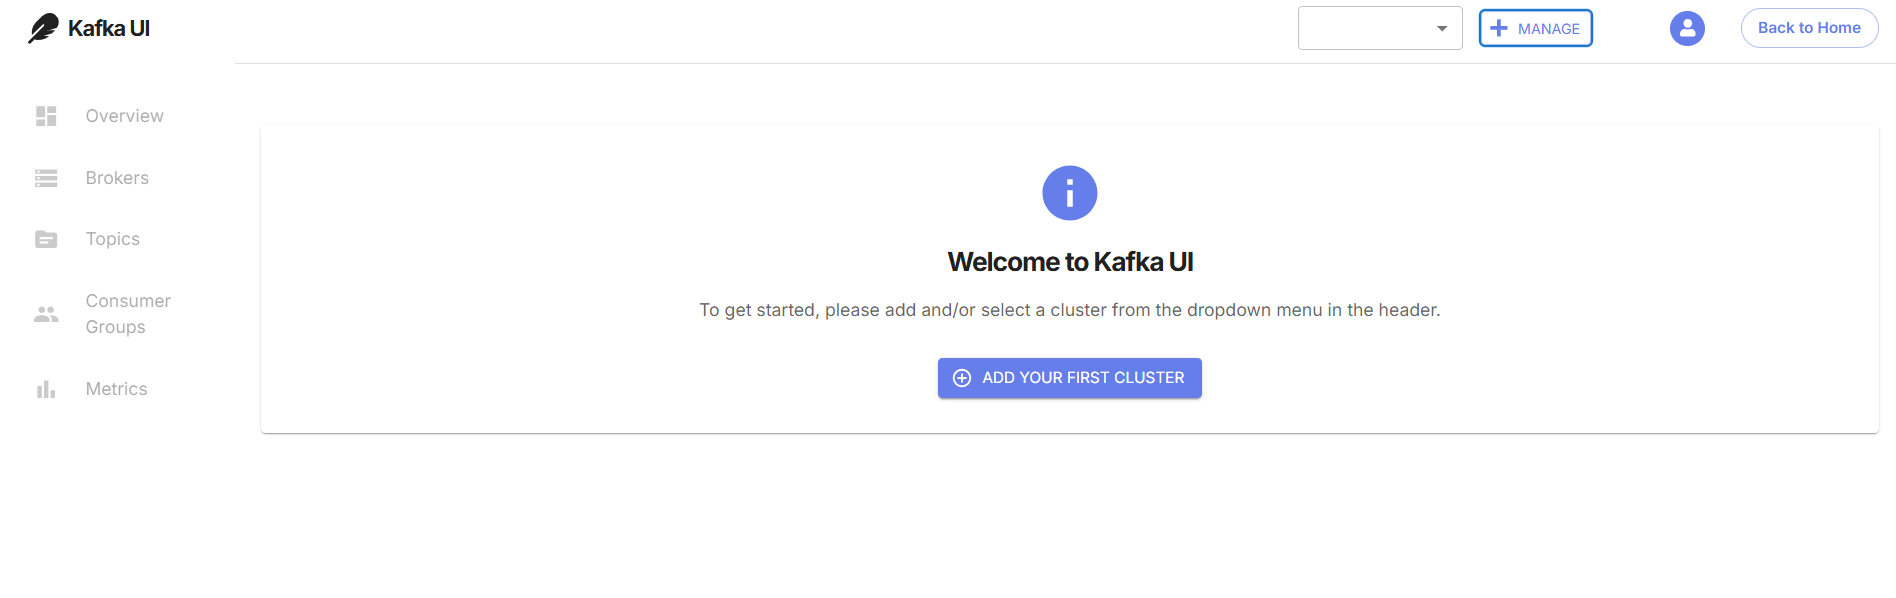 Kafka UI
MANAGE
Back to Home
Overview
Brokers
Topics
Consumer
Groups
Metrics
Welcome to Kafka UI
To get started, please add and/or select a cluster from the dropdown menu in the header.
ADD YOUR FIRST CLUSTER